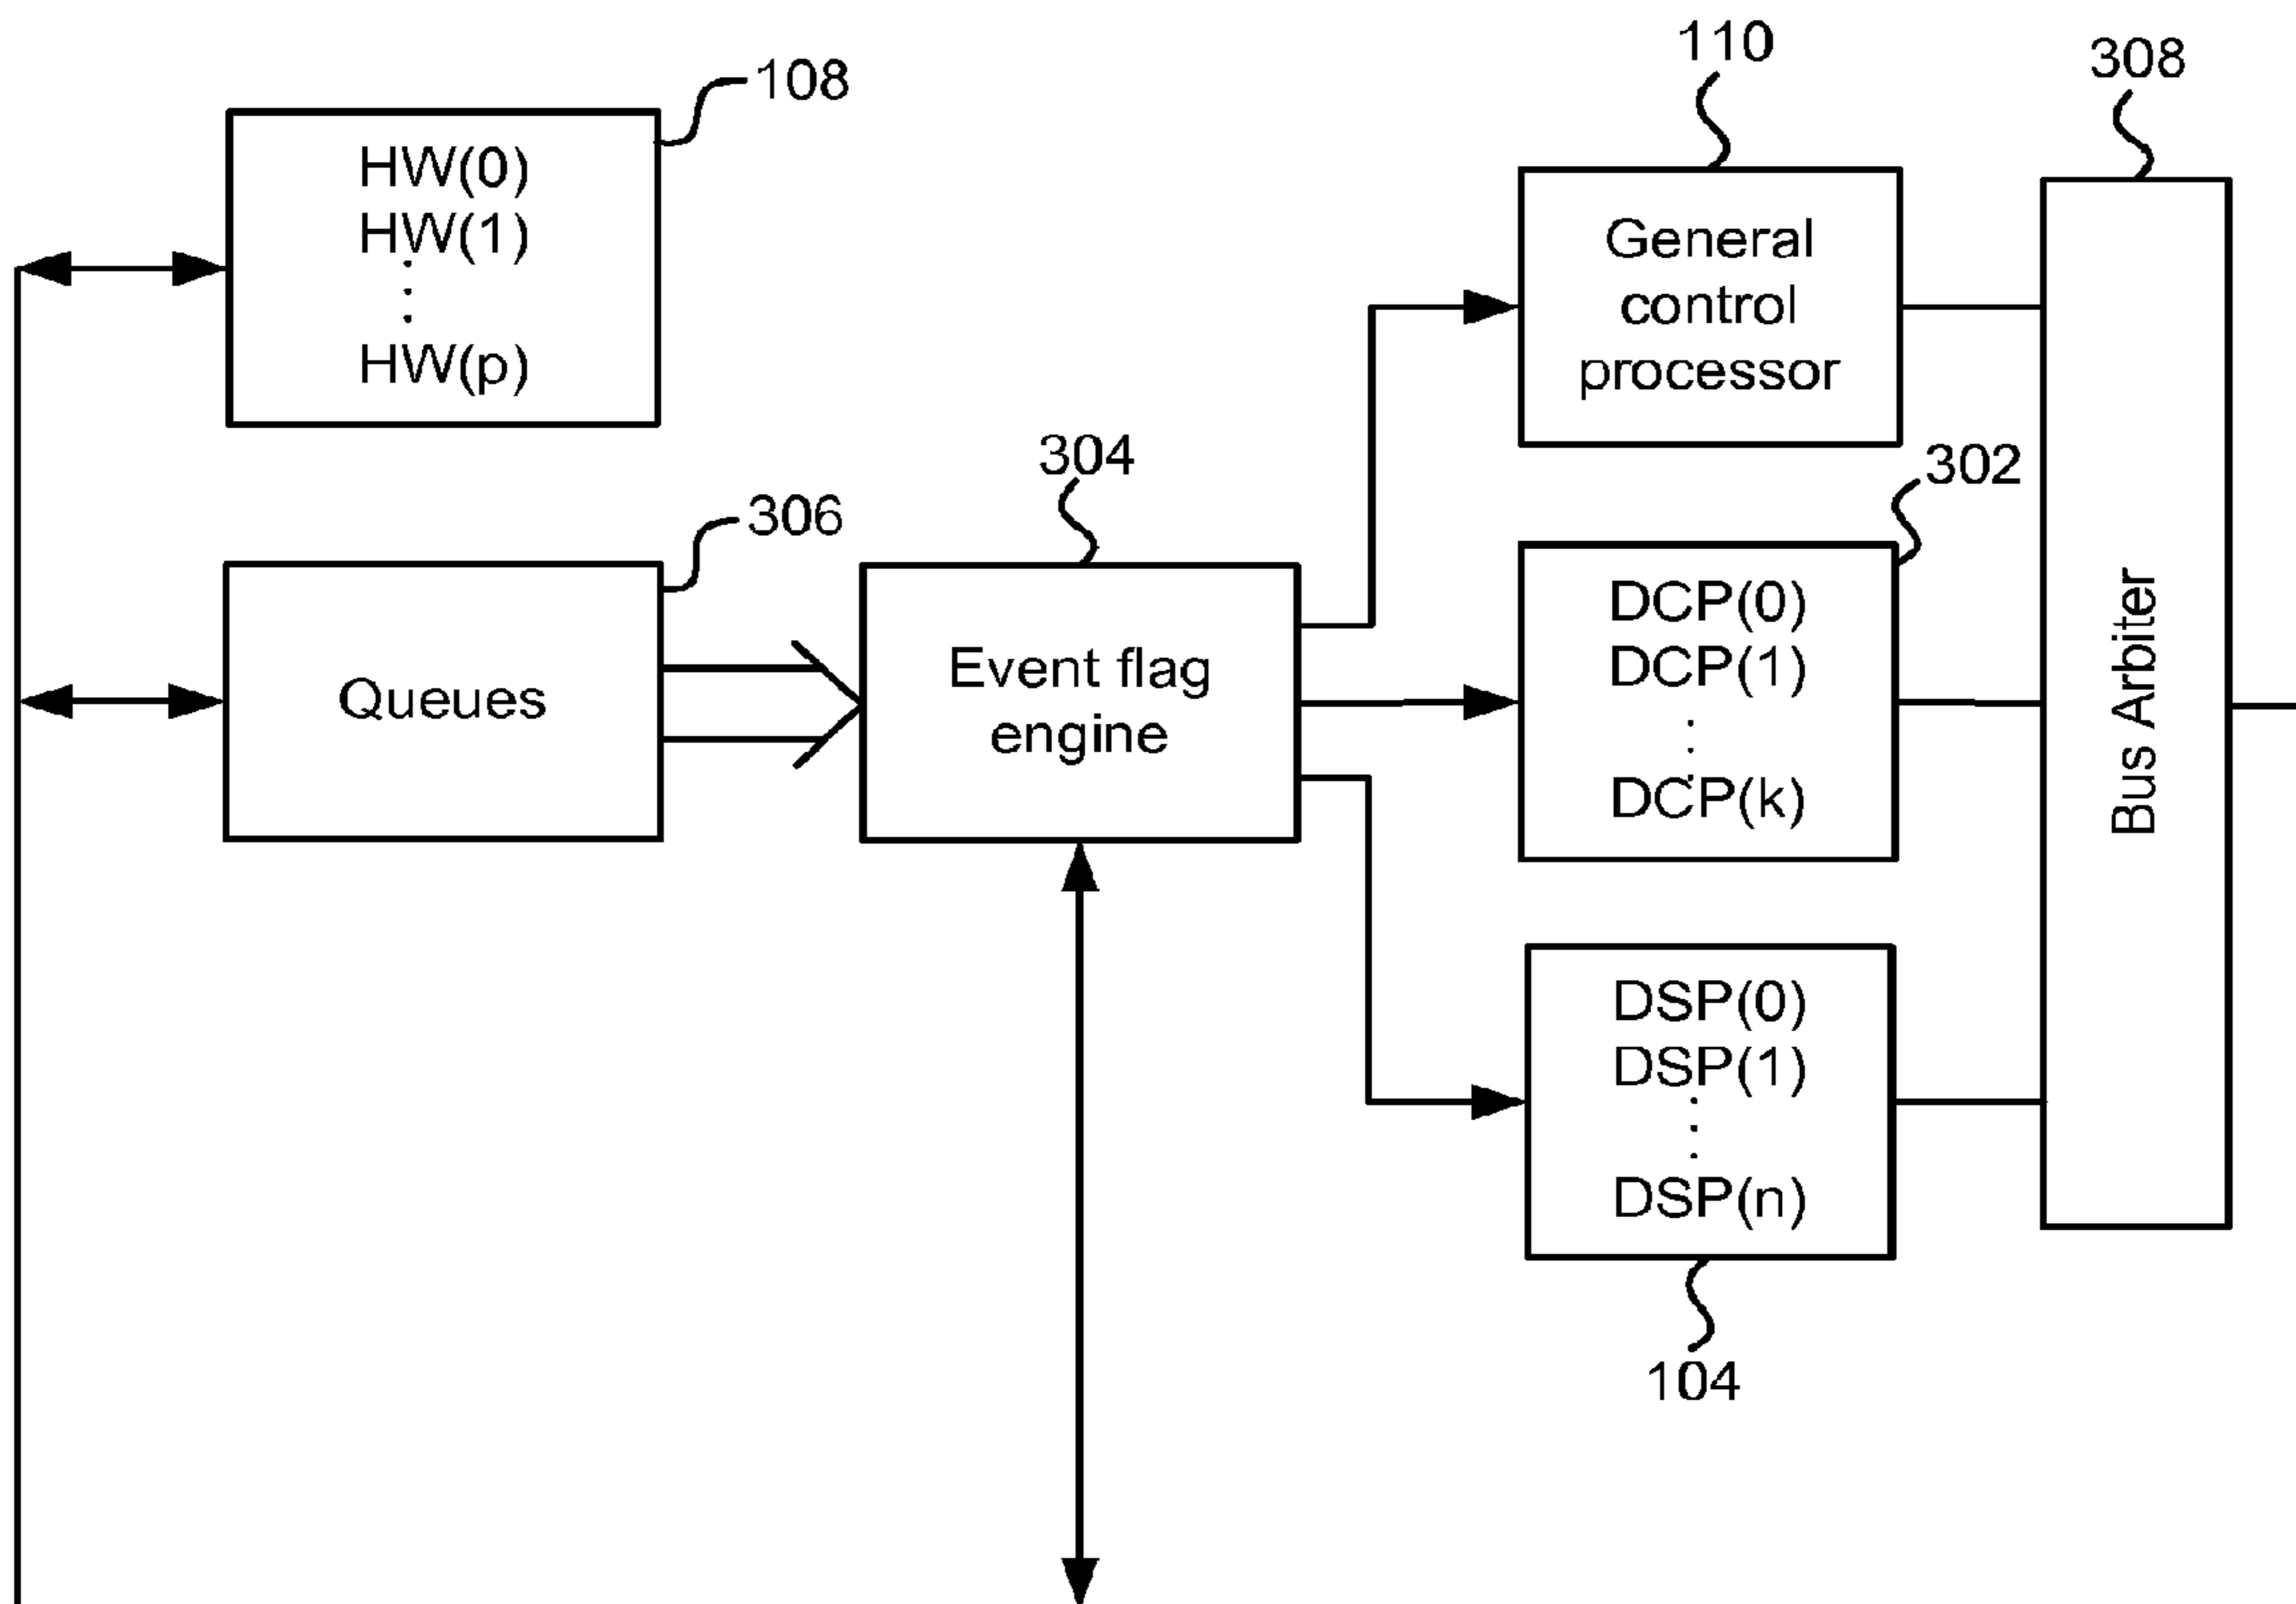 110
308
108
HW(0)
HW(1)
HW(p)
General
control
processor
304
302
306
Queues
Event flag
engine
DCP(0)
DCP(1)
DCP(k)
Bus Arbiter
DSP(0)
DSP(1)
DSP(n)
104